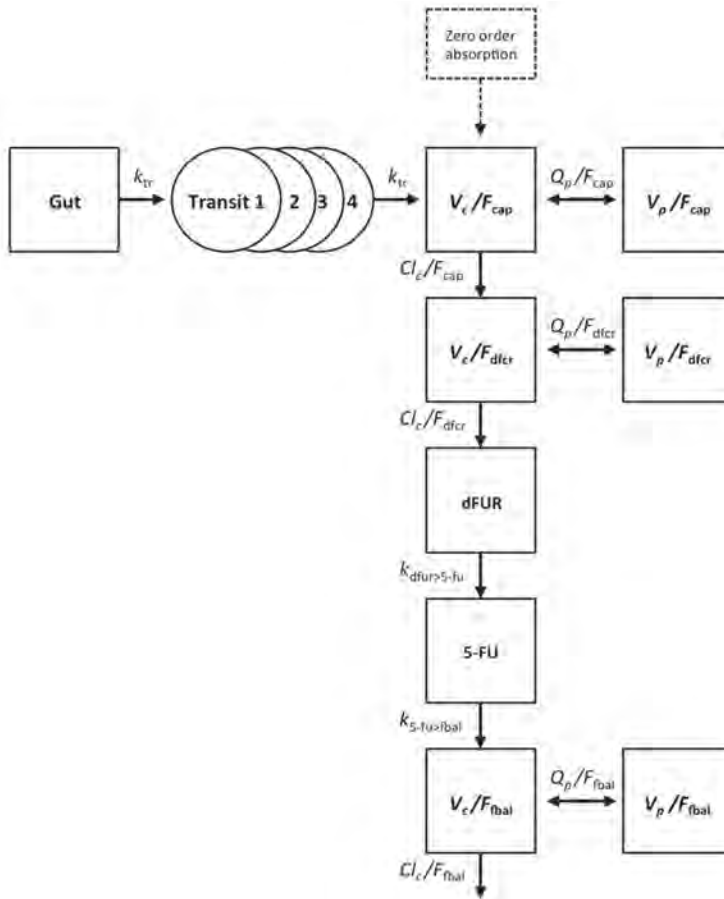 Zero order
absorption
Gut
k_tr
Transit 1
2
3
4
k_tr
V_c/F_cap
Q_p/F_cap
V_p/F_cap
Cl_c/F_cap
V_c/F_dfcr
Q_p/F_dfcr
V_p/F_dfcr
Cl_c/F_dfcr
dFUR
k_dfur>5-fu
5-FU
k_5-fu>fbal
V_c/F_fbal
Q_p/F_fbal
V_p/F_fbal
Cl_c/F_fbal